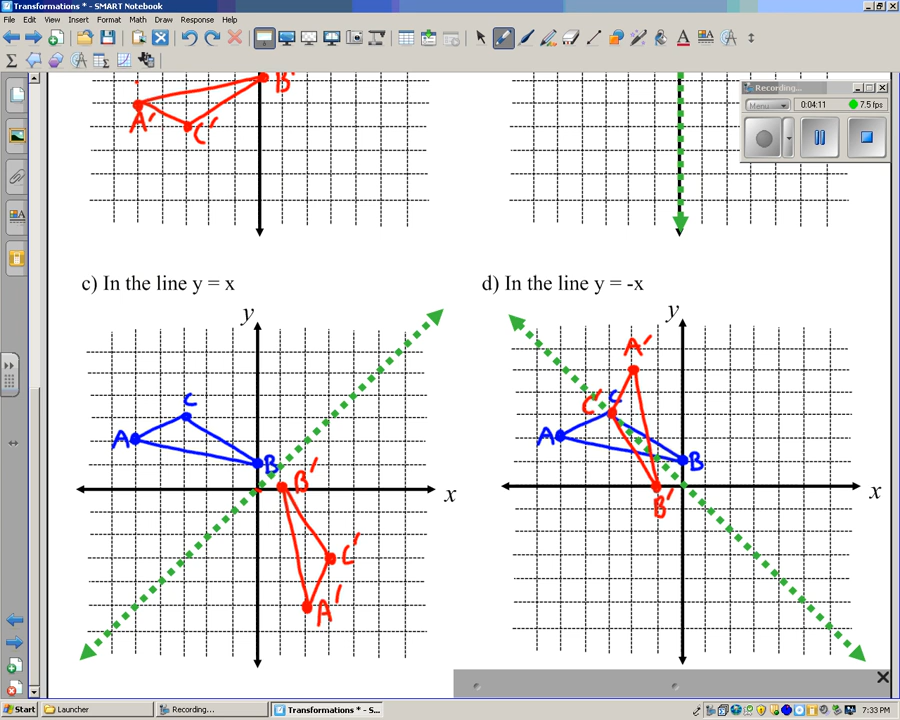 Transformations * - SMART Notebook
File Edit View Insert Format Math Draw Response Help
Recording...
Menu
0:04:11 7.5 fps
B'
A' C'
c) In the line y = x
d) In the line y = -x
y
y
A'
C
C' C
A
A
B B'
B
x
B'
x
C'
A'
Start Launcher Recording... Transformations * - S... 7:33 PM